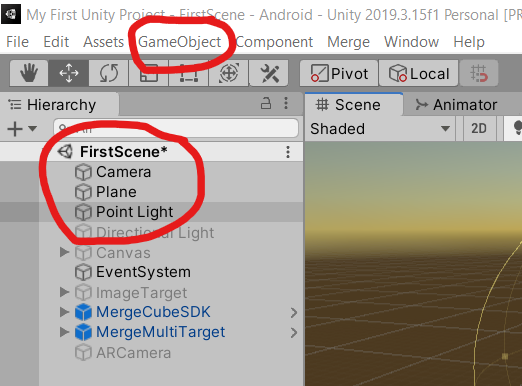 My First Unity Project - FirstScene - Android - Unity 2019.3.15f1 Personal [PR
File Edit Assets GameObject Component Merge Window Help
Pivot Local
Hierarchy
Scene Animator
All
Shaded 2D
FirstScene*
Camera
Plane
Point Light
Directional Light
Canvas
EventSystem
ImageTarget
MergeCubeSDK
MergeMultiTarget
ARCamera